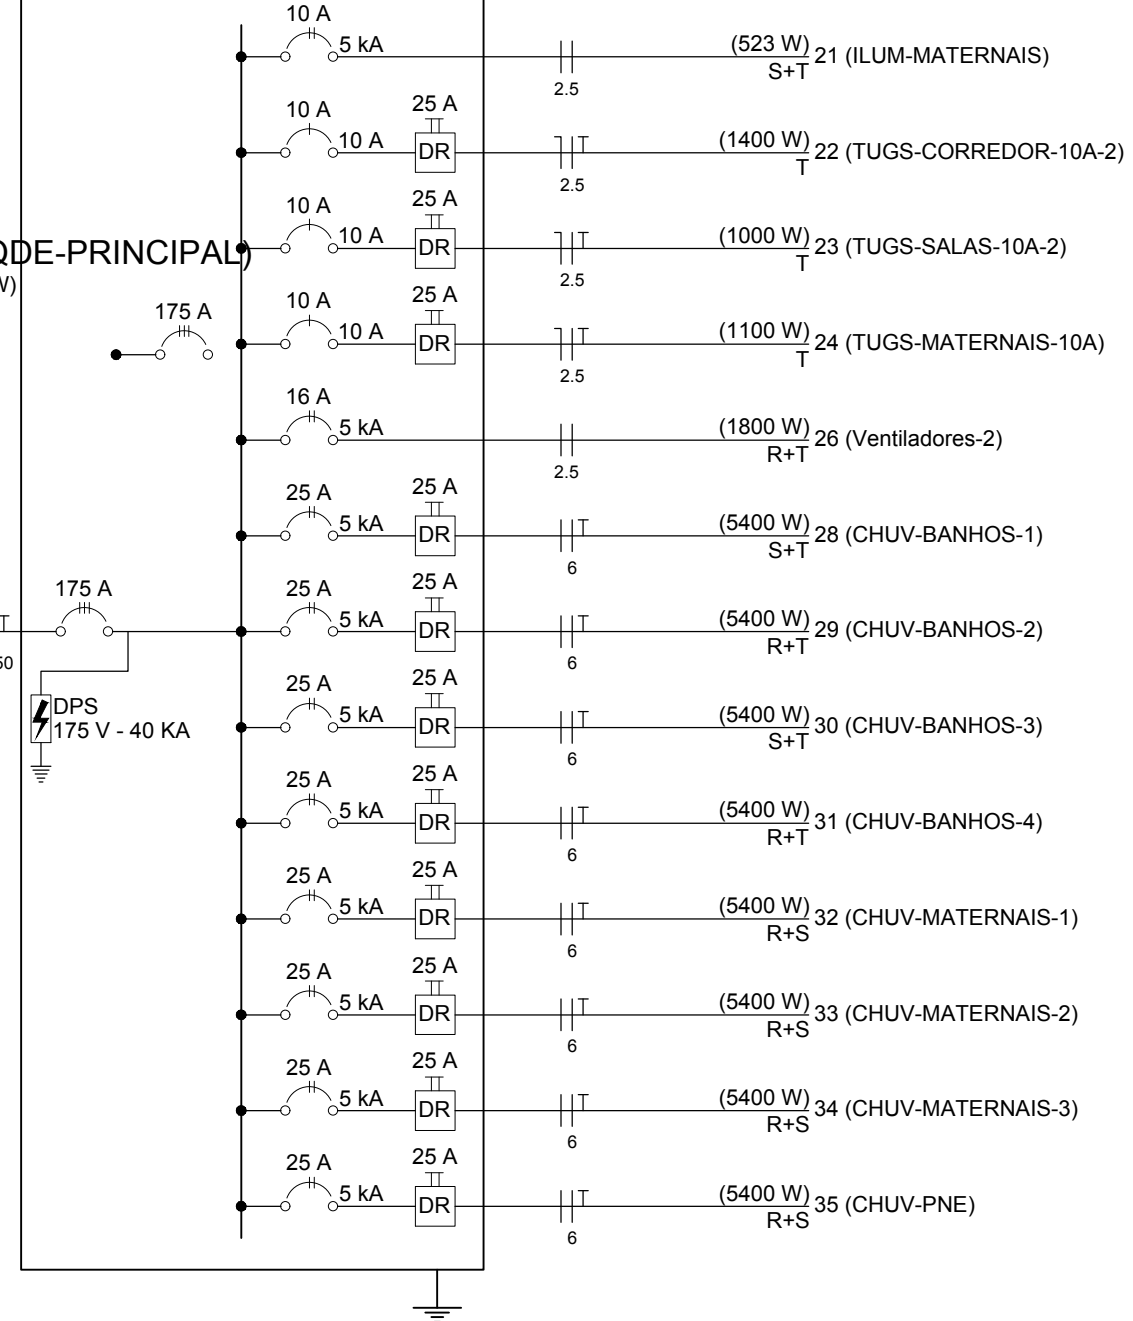 10 A
5 kA
(523 W)
S+T
21 (ILUM-MATERNAIS)
2.5
10 A
10 A
25 A
DR
(1400 W)
T
22 (TUGS-CORREDOR-10A-2)
2.5
10 A
10 A
25 A
DR
(1000 W)
T
23 (TUGS-SALAS-10A-2)
2.5
QDE-PRINCIPAL)
W)
175 A
10 A
10 A
25 A
DR
(1100 W)
T
24 (TUGS-MATERNAIS-10A)
2.5
16 A
5 kA
(1800 W)
R+T
26 (Ventiladores-2)
2.5
25 A
5 kA
25 A
DR
(5400 W)
S+T
28 (CHUV-BANHOS-1)
6
175 A
T
50
DPS
175 V - 40 KA
25 A
5 kA
25 A
DR
(5400 W)
R+T
29 (CHUV-BANHOS-2)
6
25 A
5 kA
25 A
DR
(5400 W)
S+T
30 (CHUV-BANHOS-3)
6
25 A
5 kA
25 A
DR
(5400 W)
R+T
31 (CHUV-BANHOS-4)
6
25 A
5 kA
25 A
DR
(5400 W)
R+S
32 (CHUV-MATERNAIS-1)
6
25 A
5 kA
25 A
DR
(5400 W)
R+S
33 (CHUV-MATERNAIS-2)
6
25 A
5 kA
25 A
DR
(5400 W)
R+S
34 (CHUV-MATERNAIS-3)
6
25 A
5 kA
25 A
DR
(5400 W)
R+S
35 (CHUV-PNE)
6